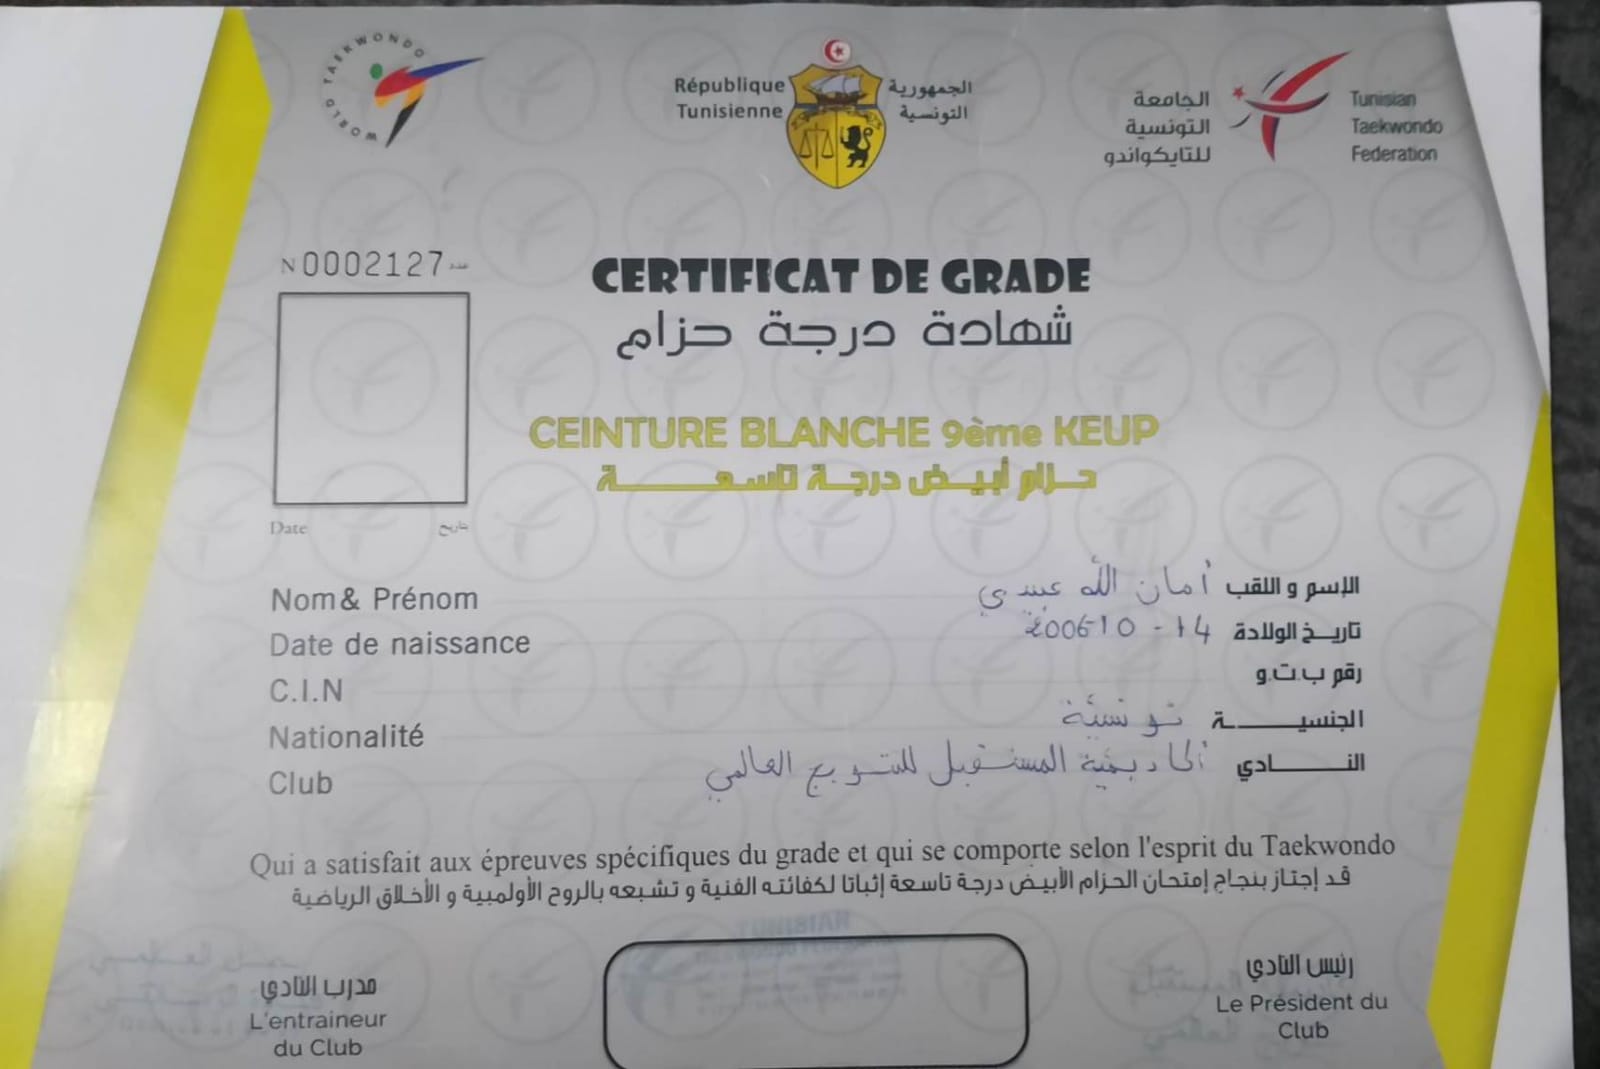 WORLD TAEKWONDO
République
Tunisienne
الجمهورية
التونسية
الجامعة
التونسية
للتايكواندو
Tunisian
Taekwondo
Federation
N 0002127 عدد
CERTIFICAT DE GRADE
شهادة درجة حزام
CEINTURE BLANCHE 9ème KEUP
حزام أبيض درجة تاسعة
Date تاريخ
Nom& Prénom أمان الله عبيدي الإسم و اللقب
Date de naissance 2006-10-14 تاريخ الولادة
C.I.N رقم ب.ت.و
Nationalité تونسية الجنسية
Club المستقبل للتتويج العالمي النادي
Qui a satisfait aux épreuves spécifiques du grade et qui se comporte selon l'esprit du Taekwondo
قد إجتاز بنجاح إمتحان الحزام الأبيض درجة تاسعة إثباتا لكفائته الفنية و تشبعه بالروح الأولمبية و الأخلاق الرياضية
مدرب النادي
L'entraineur
du Club
رئيس النادي
Le Président du
Club